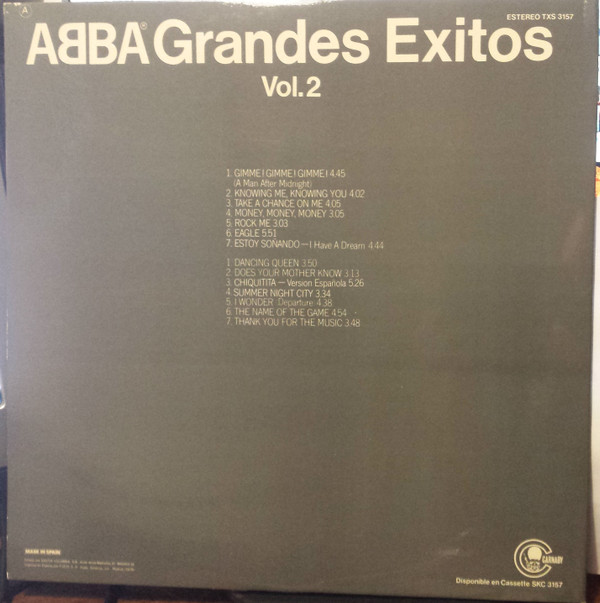 A
ESTEREO TXS 3157
ABBA® Grandes Exitos
Vol.2
1. GIMME! GIMME! GIMME! 4.45
(A Man After Midnight)
2. KNOWING ME, KNOWING YOU 4.02
3. TAKE A CHANCE ON ME 4.05
4. MONEY, MONEY, MONEY 3.05
5. ROCK ME 3.03
6. EAGLE 5.51
7. ESTOY SOÑANDO — I Have A Dream 4.44
1. DANCING QUEEN 3.50
2. DOES YOUR MOTHER KNOW 3.13
3. CHIQUITITA — Version Española 5.26
4. SUMMER NIGHT CITY 3.34
5. I WONDER (Departure) 4.38
6. THE NAME OF THE GAME 4.54
7. THANK YOU FOR THE MUSIC 3.48
MADE IN SPAIN
CARNABY
Disponible en Cassette SKC 3157